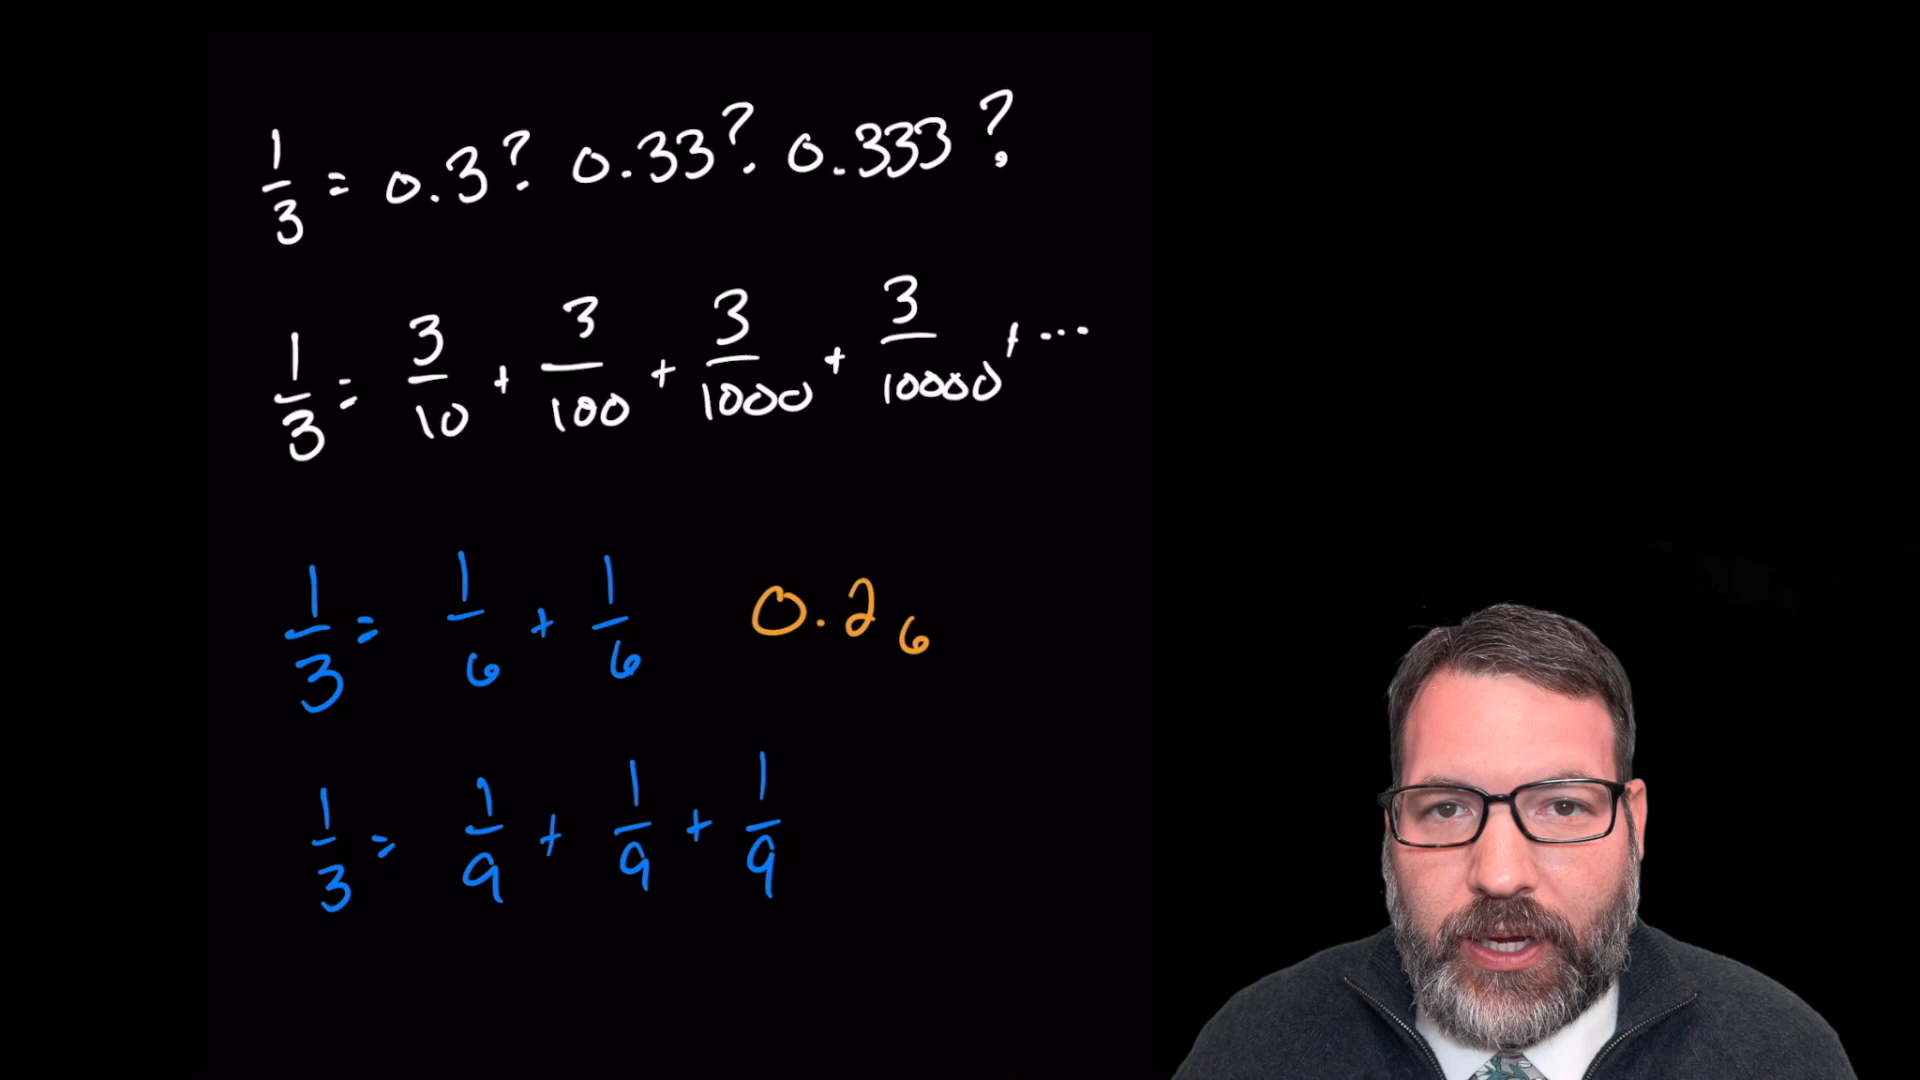 1/3 = 0.3? 0.33? 0.333?
1/3 = 3/10 + 3/100 + 3/1000 + 3/10000 + ...
1/3 = 1/6 + 1/6 0.2₆
1/3 = 1/9 + 1/9 + 1/9